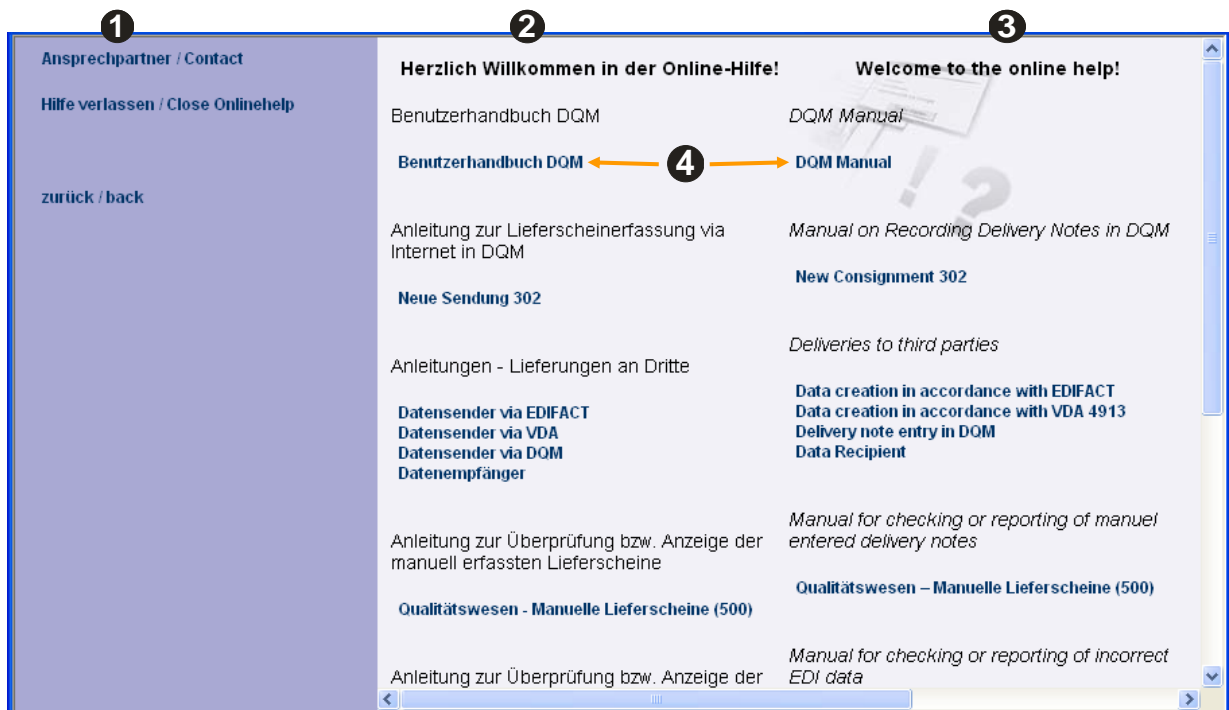 1
2
3
Ansprechpartner / Contact
Hilfe verlassen / Close Onlinehelp
zurück / back
Herzlich Willkommen in der Online-Hilfe!
Benutzerhandbuch DQM
Benutzerhandbuch DQM
4
Anleitung zur Lieferscheinerfassung via
Internet in DQM
Neue Sendung 302
Anleitungen - Lieferungen an Dritte
Datensender via EDIFACT
Datensender via VDA
Datensender via DQM
Datenempfänger
Anleitung zur Überprüfung bzw. Anzeige der
manuell erfassten Lieferscheine
Qualitätswesen - Manuelle Lieferscheine (500)
Anleitung zur Überprüfung bzw. Anzeige der
Welcome to the online help!
DQM Manual
DQM Manual
! ?
Manual on Recording Delivery Notes in DQM
New Consignment 302
Deliveries to third parties
Data creation in accordance with EDIFACT
Data creation in accordance with VDA 4913
Delivery note entry in DQM
Data Recipient
Manual for checking or reporting of manuel
entered delivery notes
Qualitätswesen – Manuelle Lieferscheine (500)
Manual for checking or reporting of incorrect
EDI data